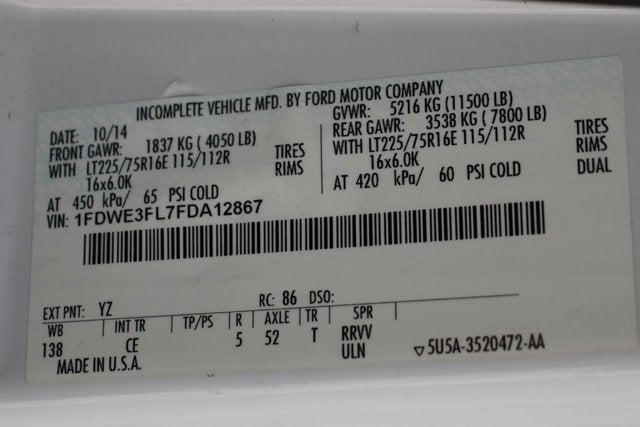 INCOMPLETE VEHICLE MFD. BY FORD MOTOR COMPANY
DATE: 10/14 GVWR: 5216 KG (11500 LB)
FRONT GAWR: 1837 KG ( 4050 LB) REAR GAWR: 3538 KG ( 7800 LB)
WITH LT225/75R16E 115/112R TIRES WITH LT225/75R16E 115/112R TIRES
16x6.0K RIMS 16x6.0K RIMS
AT 450 kPa/ 65 PSI COLD AT 420 kPa/ 60 PSI COLD DUAL
VIN: 1FDWE3FL7FDA12867
EXT PNT: YZ RC: 86 DSO:
WB INT TR TP/PS R AXLE TR SPR
138 CE 5 52 T RRVV
ULN
MADE IN U.S.A. ▽5U5A-3520472-AA